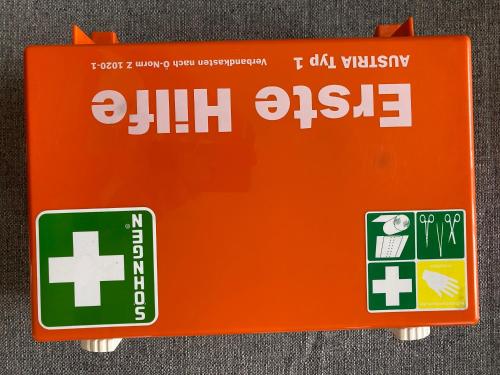 SÖHNGEN®
Erste Hilfe
AUSTRIA Typ 1
Verbandkasten nach Ö-Norm Z 1020-1